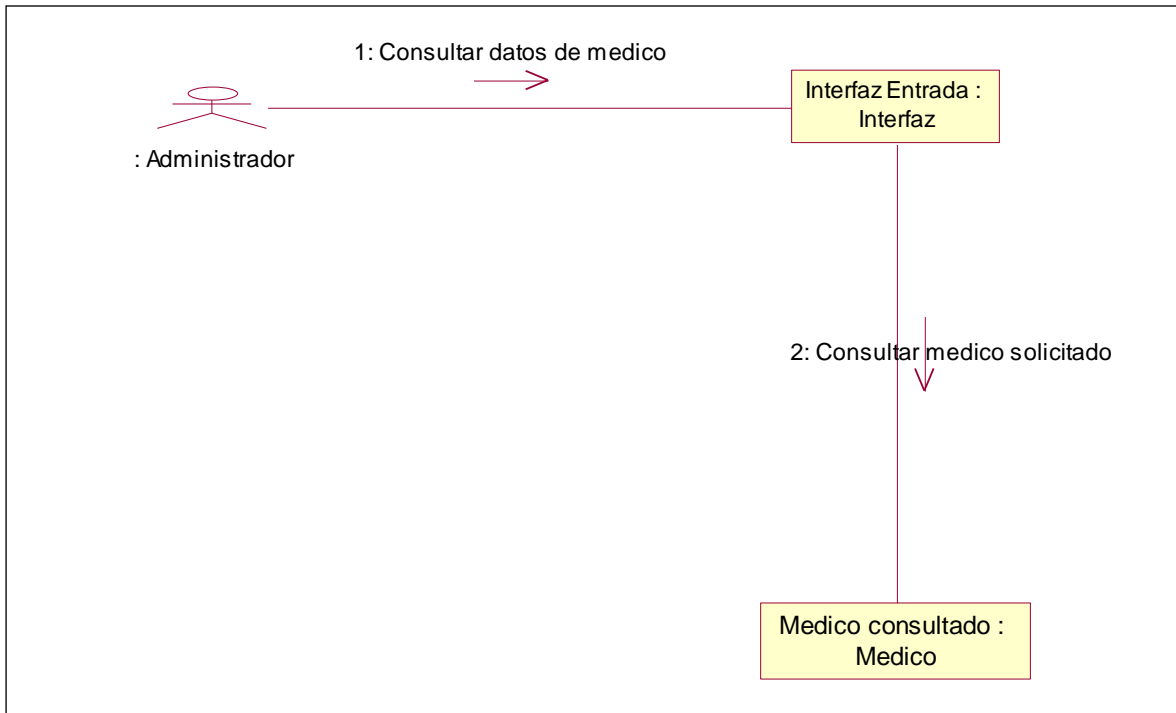 1: Consultar datos de medico
Interfaz Entrada :
Interfaz
: Administrador
2: Consultar medico solicitado
Medico consultado :
Medico